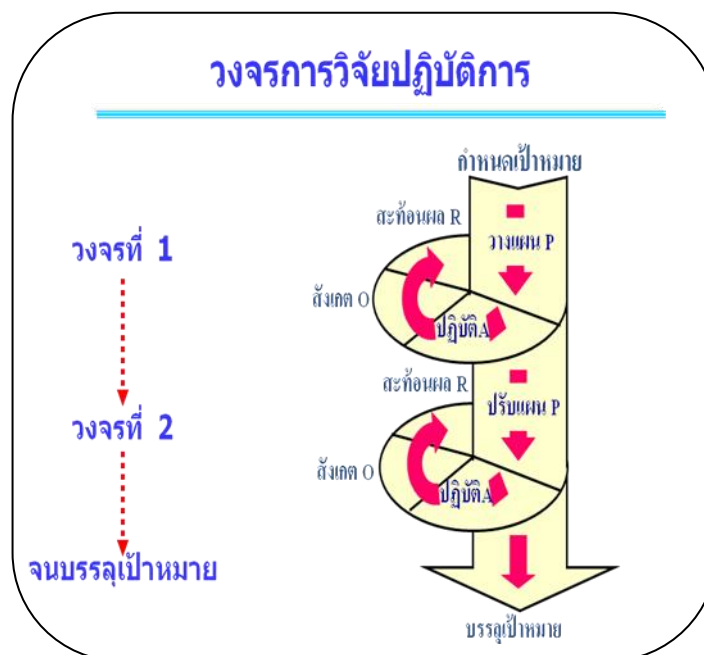 วงจรการวิจัยปฏิบัติการ
กำหนดเป้าหมาย
สะท้อนผล R
วางแผน P
วงจรที่ 1
สังเกต O
ปฏิบัติA
สะท้อนผล R
ปรับแผน P
วงจรที่ 2
สังเกต O
ปฏิบัติA
จนบรรลุเป้าหมาย
บรรลุเป้าหมาย